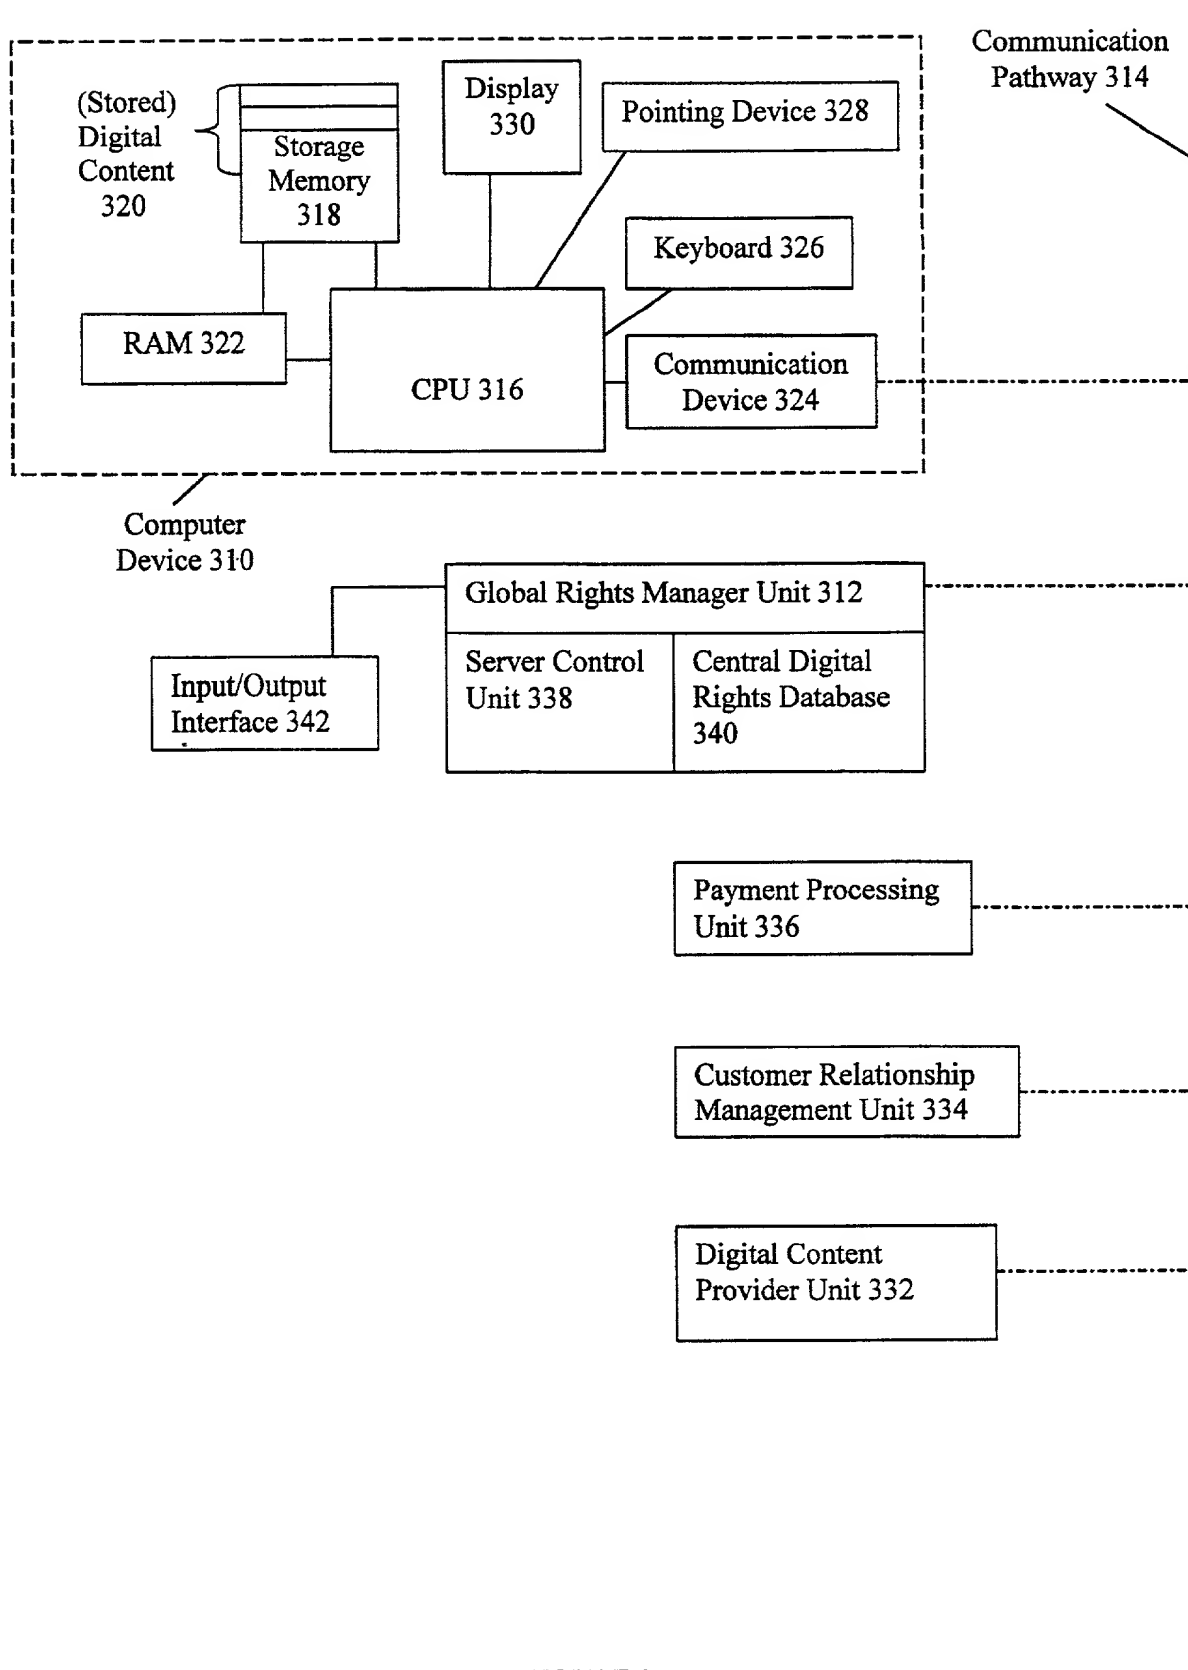 Communication
Pathway 314
(Stored)
Digital
Content
320
Storage
Memory
318
Display
330
Pointing Device 328
Keyboard 326
RAM 322
CPU 316
Communication
Device 324
Computer
Device 310
Global Rights Manager Unit 312
Server Control
Unit 338
Central Digital
Rights Database
340
Input/Output
Interface 342
Payment Processing
Unit 336
Customer Relationship
Management Unit 334
Digital Content
Provider Unit 332